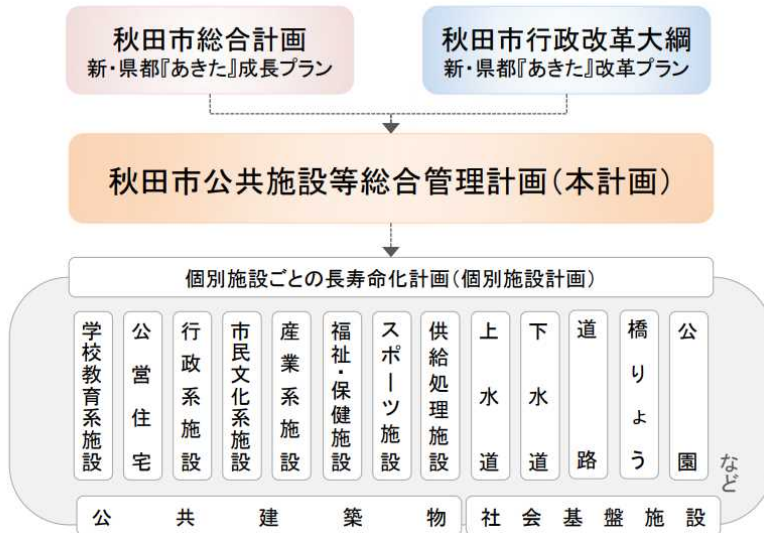 秋田市総合計画
新・県都『あきた』成長プラン
秋田市行政改革大綱
新・県都『あきた』改革プラン
秋田市公共施設等総合管理計画(本計画)
個別施設ごとの長寿命化計画(個別施設計画)
学校教育系施設
公営住宅
行政系施設
市民文化系施設
産業系施設
福祉・保健施設
スポーツ施設
供給処理施設
上水道
下水道
道路
橋りょう
公園
など
公共建築物
社会基盤施設